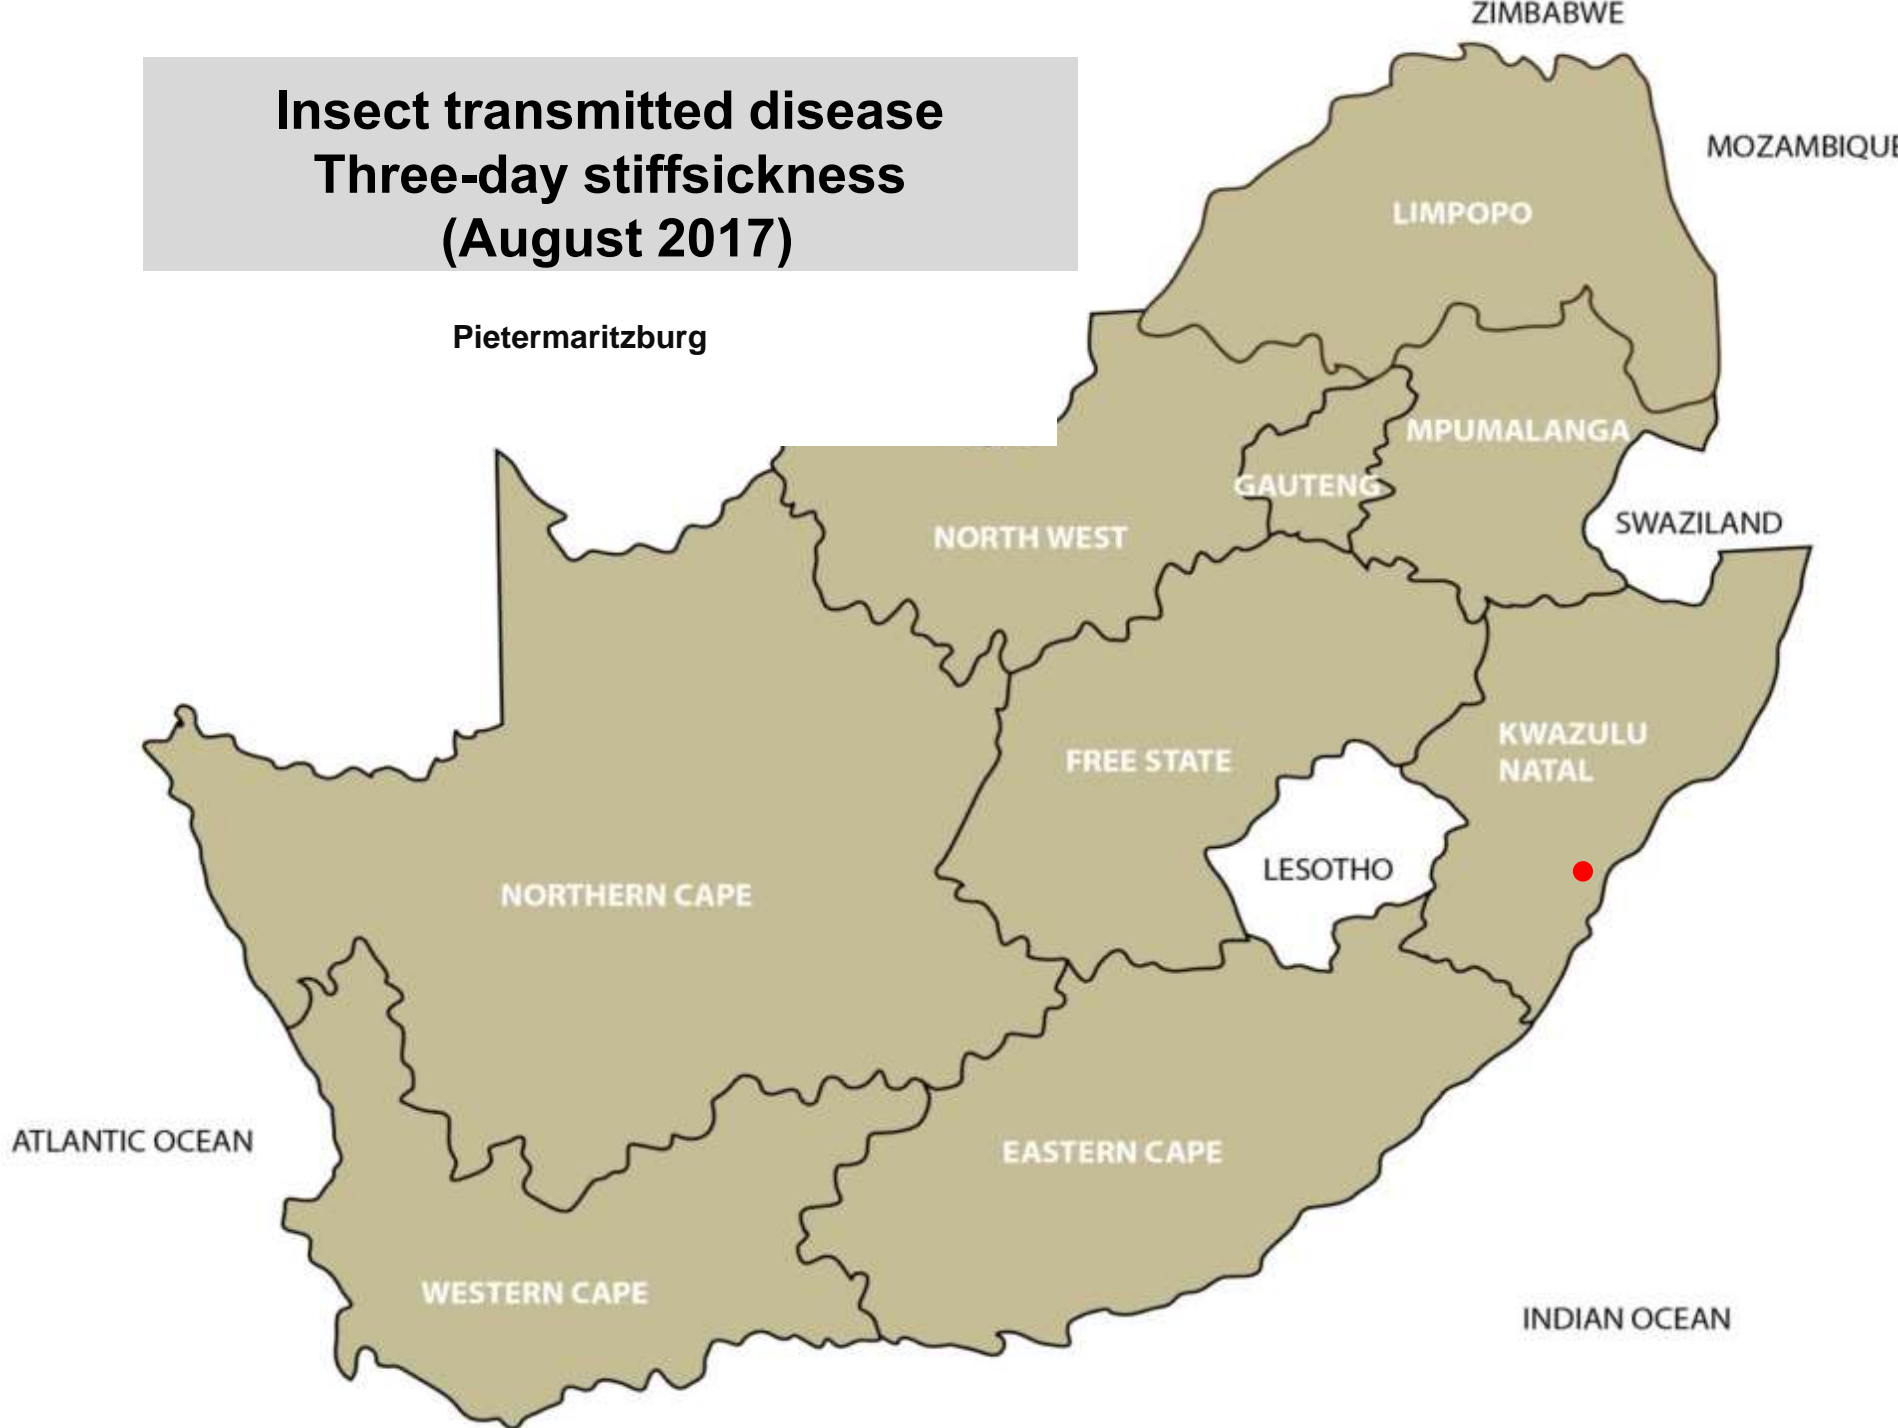 ZIMBABWE
Insect transmitted disease
Three-day stiffsickness
(August 2017)
MOZAMBIQUE
LIMPOPO
Pietermaritzburg
MPUMALANGA
GAUTENG
SWAZILAND
NORTH WEST
KWAZULU
NATAL
FREE STATE
LESOTHO
NORTHERN CAPE
ATLANTIC OCEAN
EASTERN CAPE
WESTERN CAPE
INDIAN OCEAN